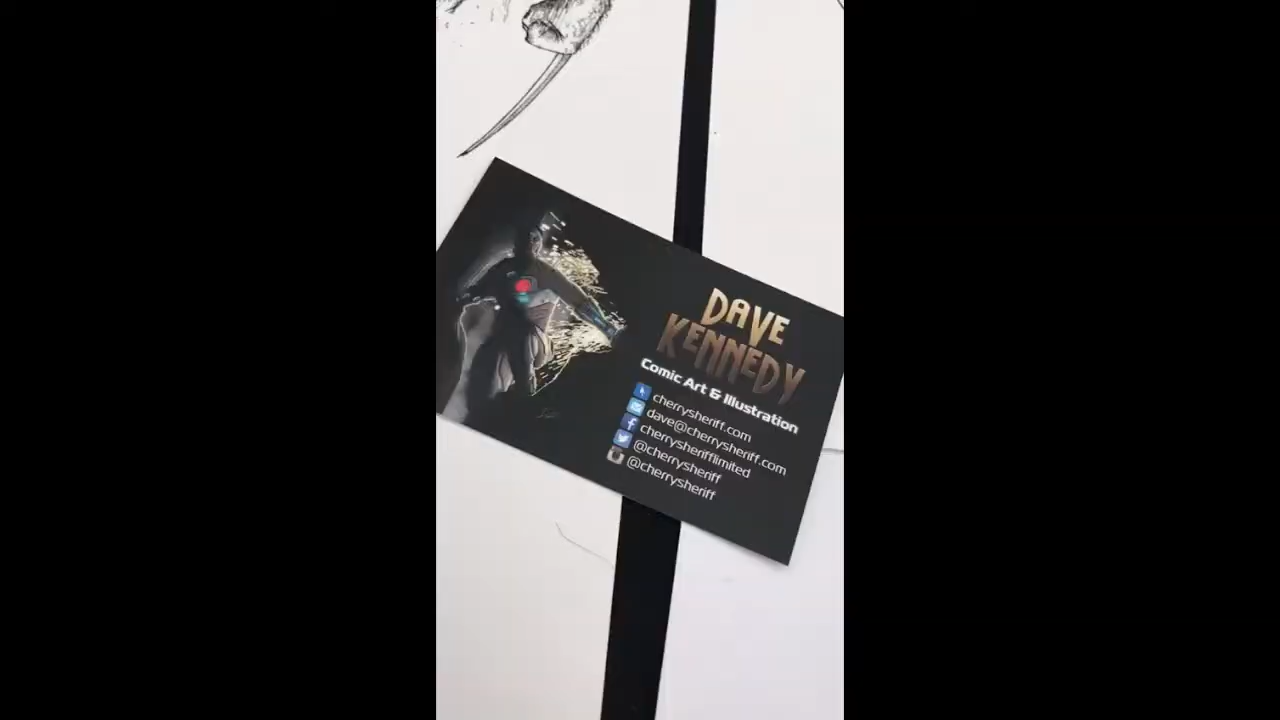 DAVE
KENNEDY
Comic Art & Illustration
cherrysheriff.com
dave@cherrysheriff.com
cherrysherifflimited
@cherrysheriff
@cherrysheriff